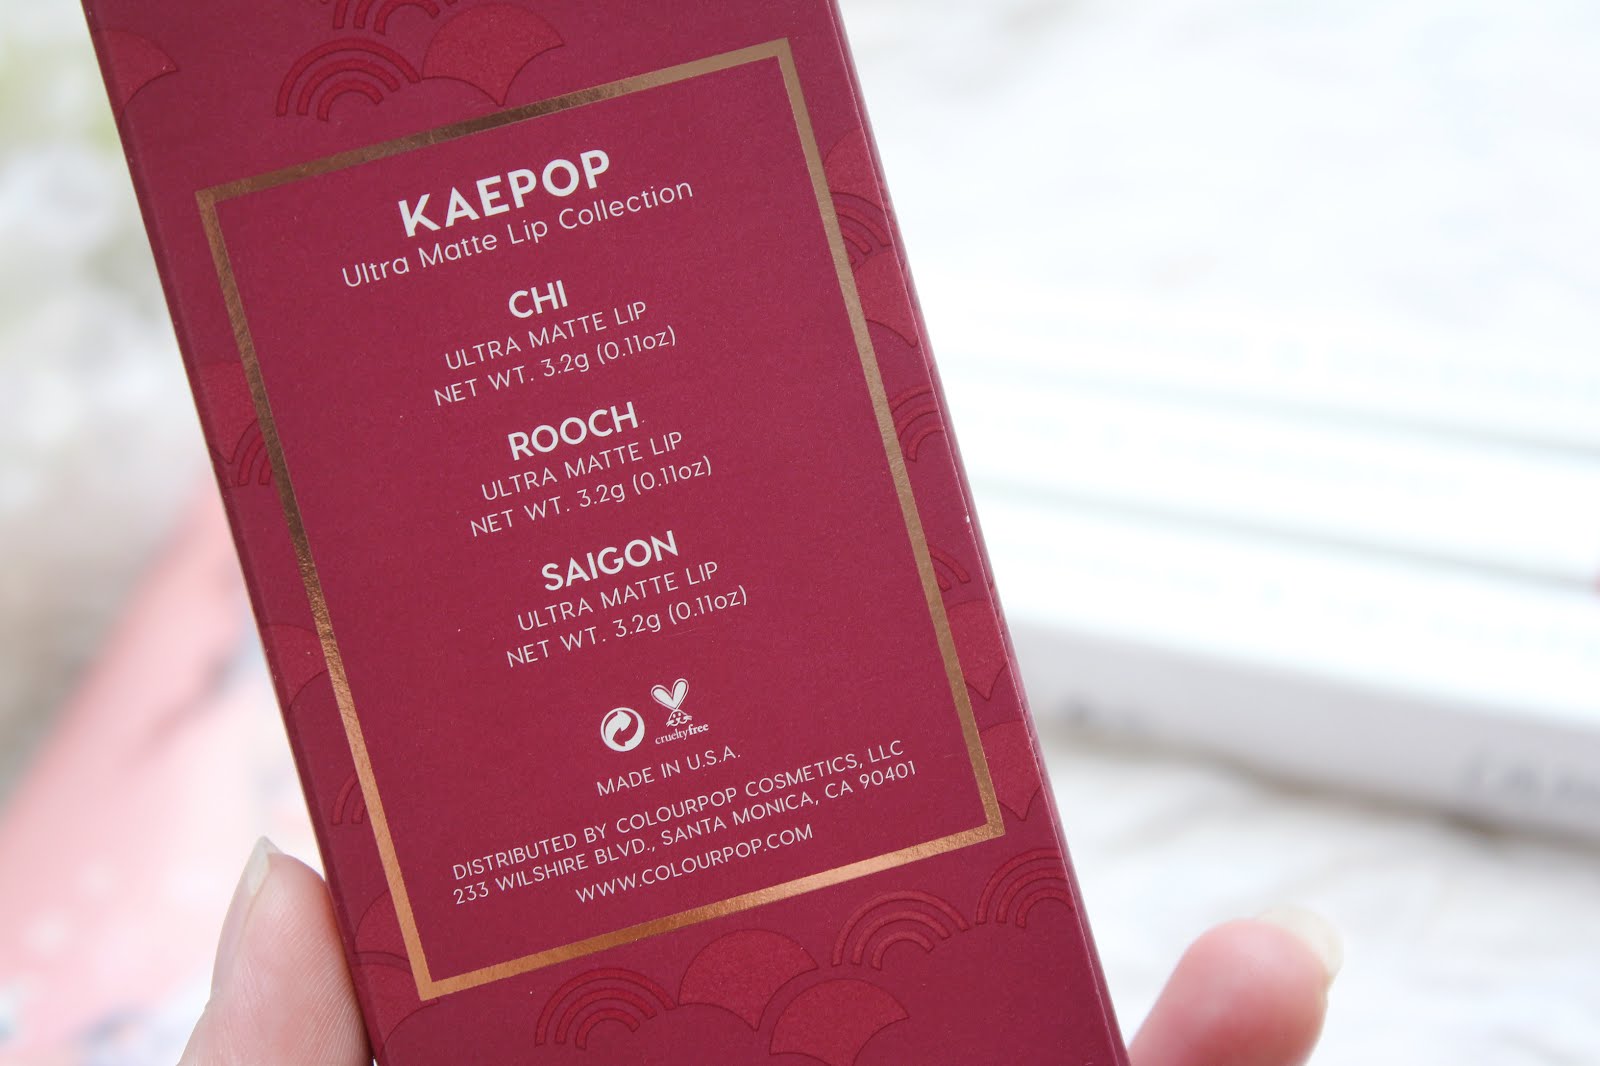 KAEPOP
Ultra Matte Lip Collection
CHI
ULTRA MATTE LIP
NET WT. 3.2g (0.11oz)
ROOCH
ULTRA MATTE LIP
NET WT. 3.2g (0.11oz)
SAIGON
ULTRA MATTE LIP
NET WT. 3.2g (0.11oz)
crueltyfree
MADE IN U.S.A.
DISTRIBUTED BY COLOURPOP COSMETICS, LLC
233 WILSHIRE BLVD., SANTA MONICA, CA 90401
WWW.COLOURPOP.COM